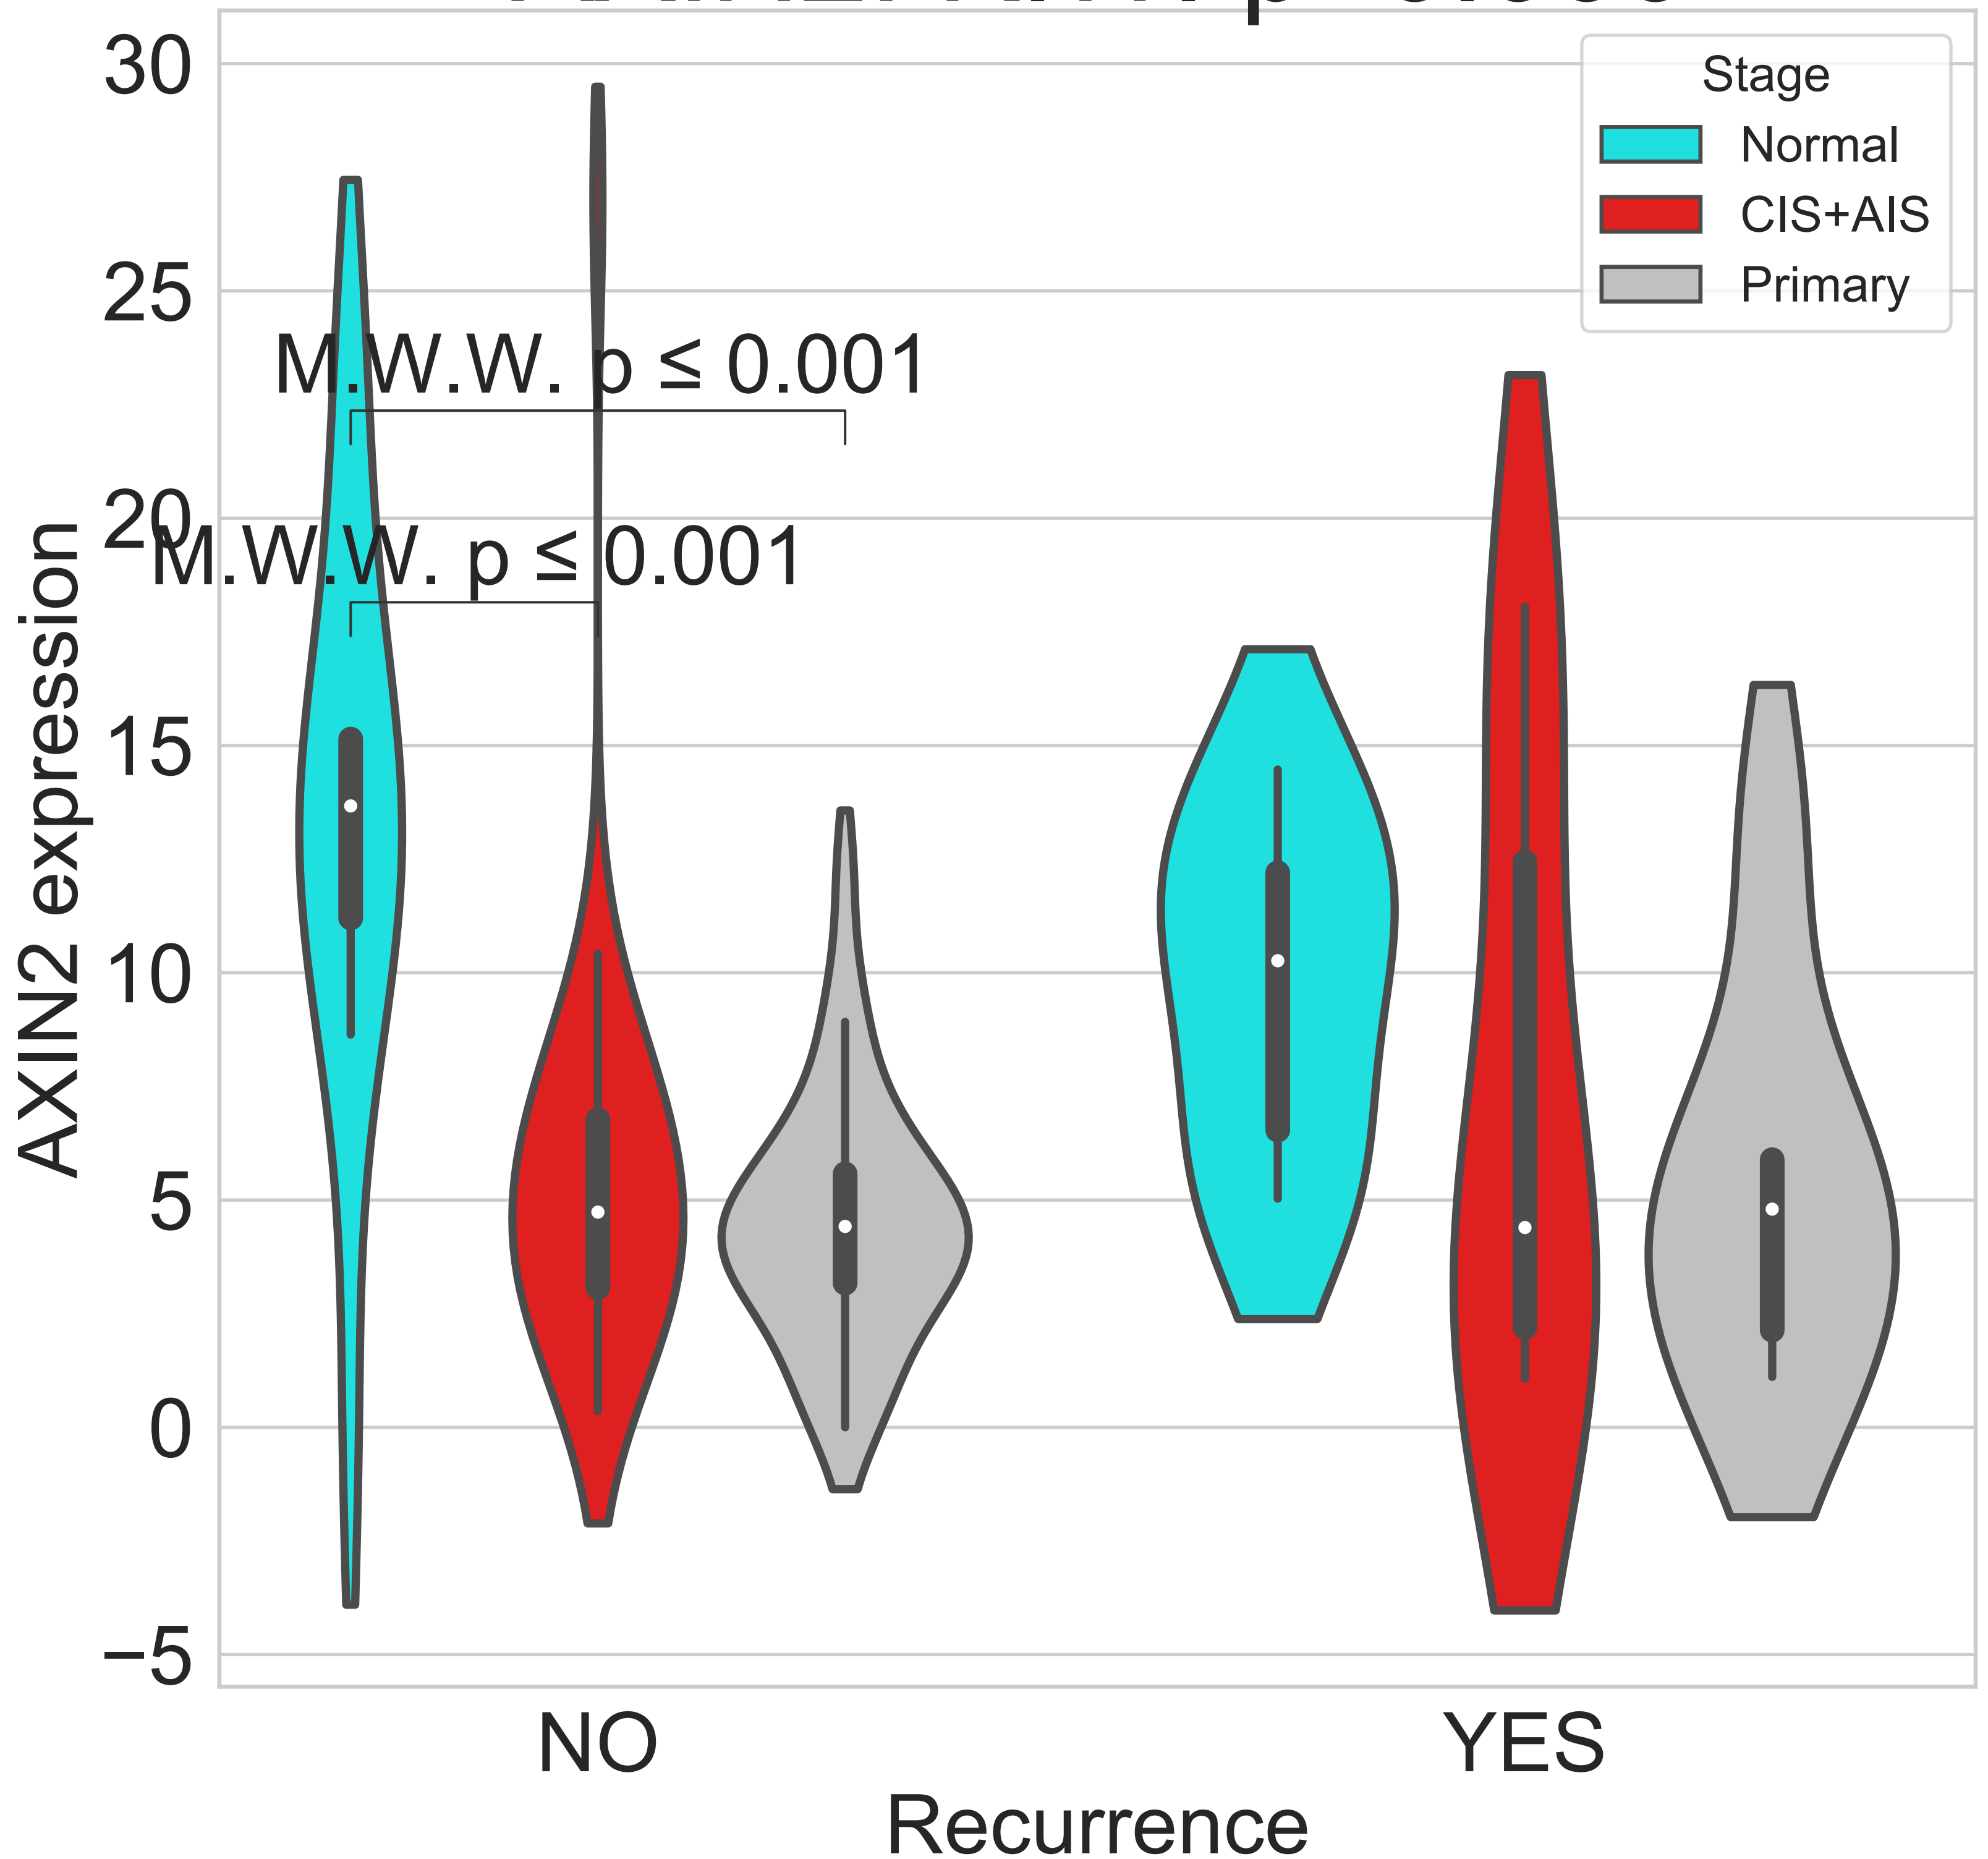 30
25
20
15
10
5
0
−5
AXIN2 expression
M.W.W. p ≤ 0.001
M.W.W. p ≤ 0.001
Stage
Normal
CIS+AIS
Primary
NO
YES
Recurrence